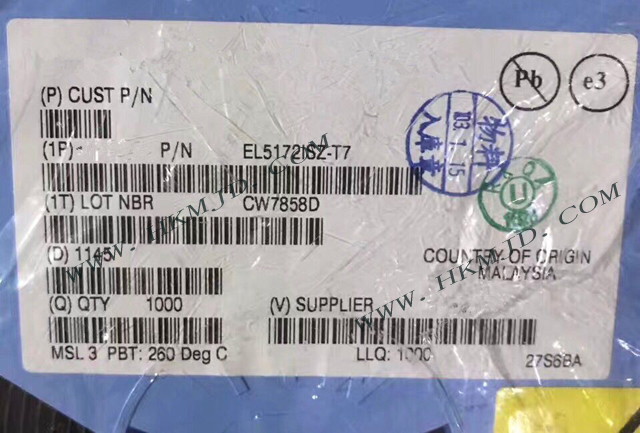 Pb e3
(P) CUST P/N
(1P) P/N EL5172ISZ-T7
(1T) LOT NBR CW7858D
(D) 1145
COUNTRY OF ORIGIN
MALAYSIA
(Q) QTY 1000 (V) SUPPLIER
MSL 3 PBT: 260 Deg C LLQ: 1000 27S6BA
WWW.HKMJD.COM
WWW.HKMJD.COM